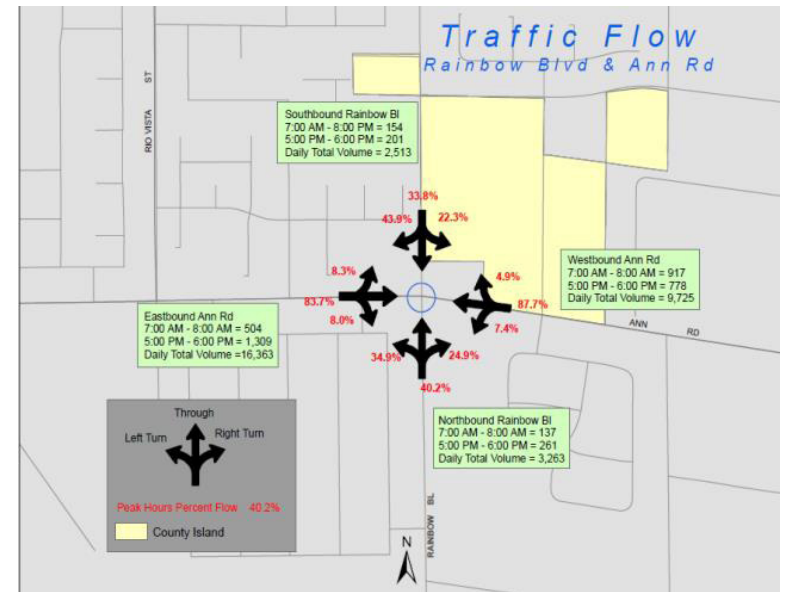 Traffic Flow
Rainbow Blvd & Ann Rd
RIO VISTA ST
Southbound Rainbow Bl
7:00 AM - 8:00 PM = 154
5:00 PM - 6:00 PM = 201
Daily Total Volume = 2,513
33.8%
43.9%
22.3%
Westbound Ann Rd
7:00 AM - 8:00 AM = 917
5:00 PM - 6:00 PM = 778
Daily Total Volume = 9,725
8.3%
83.7%
8.0%
4.9%
87.7%
7.4%
ANN RD
Eastbound Ann Rd
7:00 AM - 8:00 AM = 504
5:00 PM - 6:00 PM = 1,309
Daily Total Volume =16,363
34.9%
24.9%
40.2%
Northbound Rainbow Bl
7:00 AM - 8:00 AM = 137
5:00 PM - 6:00 PM = 261
Daily Total Volume = 3,263
Through
Left Turn
Right Turn
Peak Hours Percent Flow 40.2%
County Island
N
RAINBOW BL